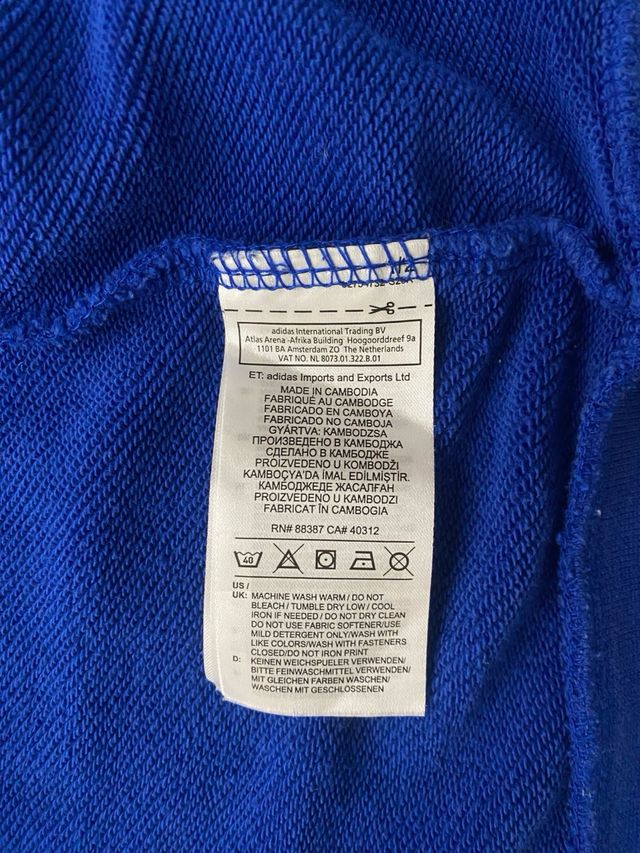 adidas International Trading BV
Atlas Arena -Afrika Building Hoogoorddreef 9a
1101 BA Amsterdam ZO The Netherlands
VAT NO. NL 8073.01.322.B.01
ET: adidas Imports and Exports Ltd
MADE IN CAMBODIA
FABRIQUÉ AU CAMBODGE
FABRICADO EN CAMBOYA
FABRICADO NO CAMBOJA
GYÁRTVA: KAMBODZSA
ПРОИЗВЕДЕНО В КАМБОДЖА
СДЕЛАНО В КАМБОДЖЕ
PROIZVEDENO U KOMBODŽI
KAMBOÇYA'DA İMAL EDİLMİŞTİR.
КАМБОДЖЕДЕ ЖАСАЛҒАН
PROIZVEDENO U KAMBODZI
FABRICAT ÎN CAMBOGIA
RN# 88387 CA# 40312
40
US /
UK: MACHINE WASH WARM / DO NOT
BLEACH / TUMBLE DRY LOW / COOL
IRON IF NEEDED / DO NOT DRY CLEAN
DO NOT USE FABRIC SOFTENER/USE
MILD DETERGENT ONLY/WASH WITH
LIKE COLORS/WASH WITH FASTENERS
CLOSED/DO NOT IRON PRINT
D: KEINEN WEICHSPUELER VERWENDEN/
BITTE FEINWASCHMITTEL VERWENDEN/
MIT GLEICHEN FARBEN WASCHEN/
WASCHEN MIT GESCHLOSSENEN